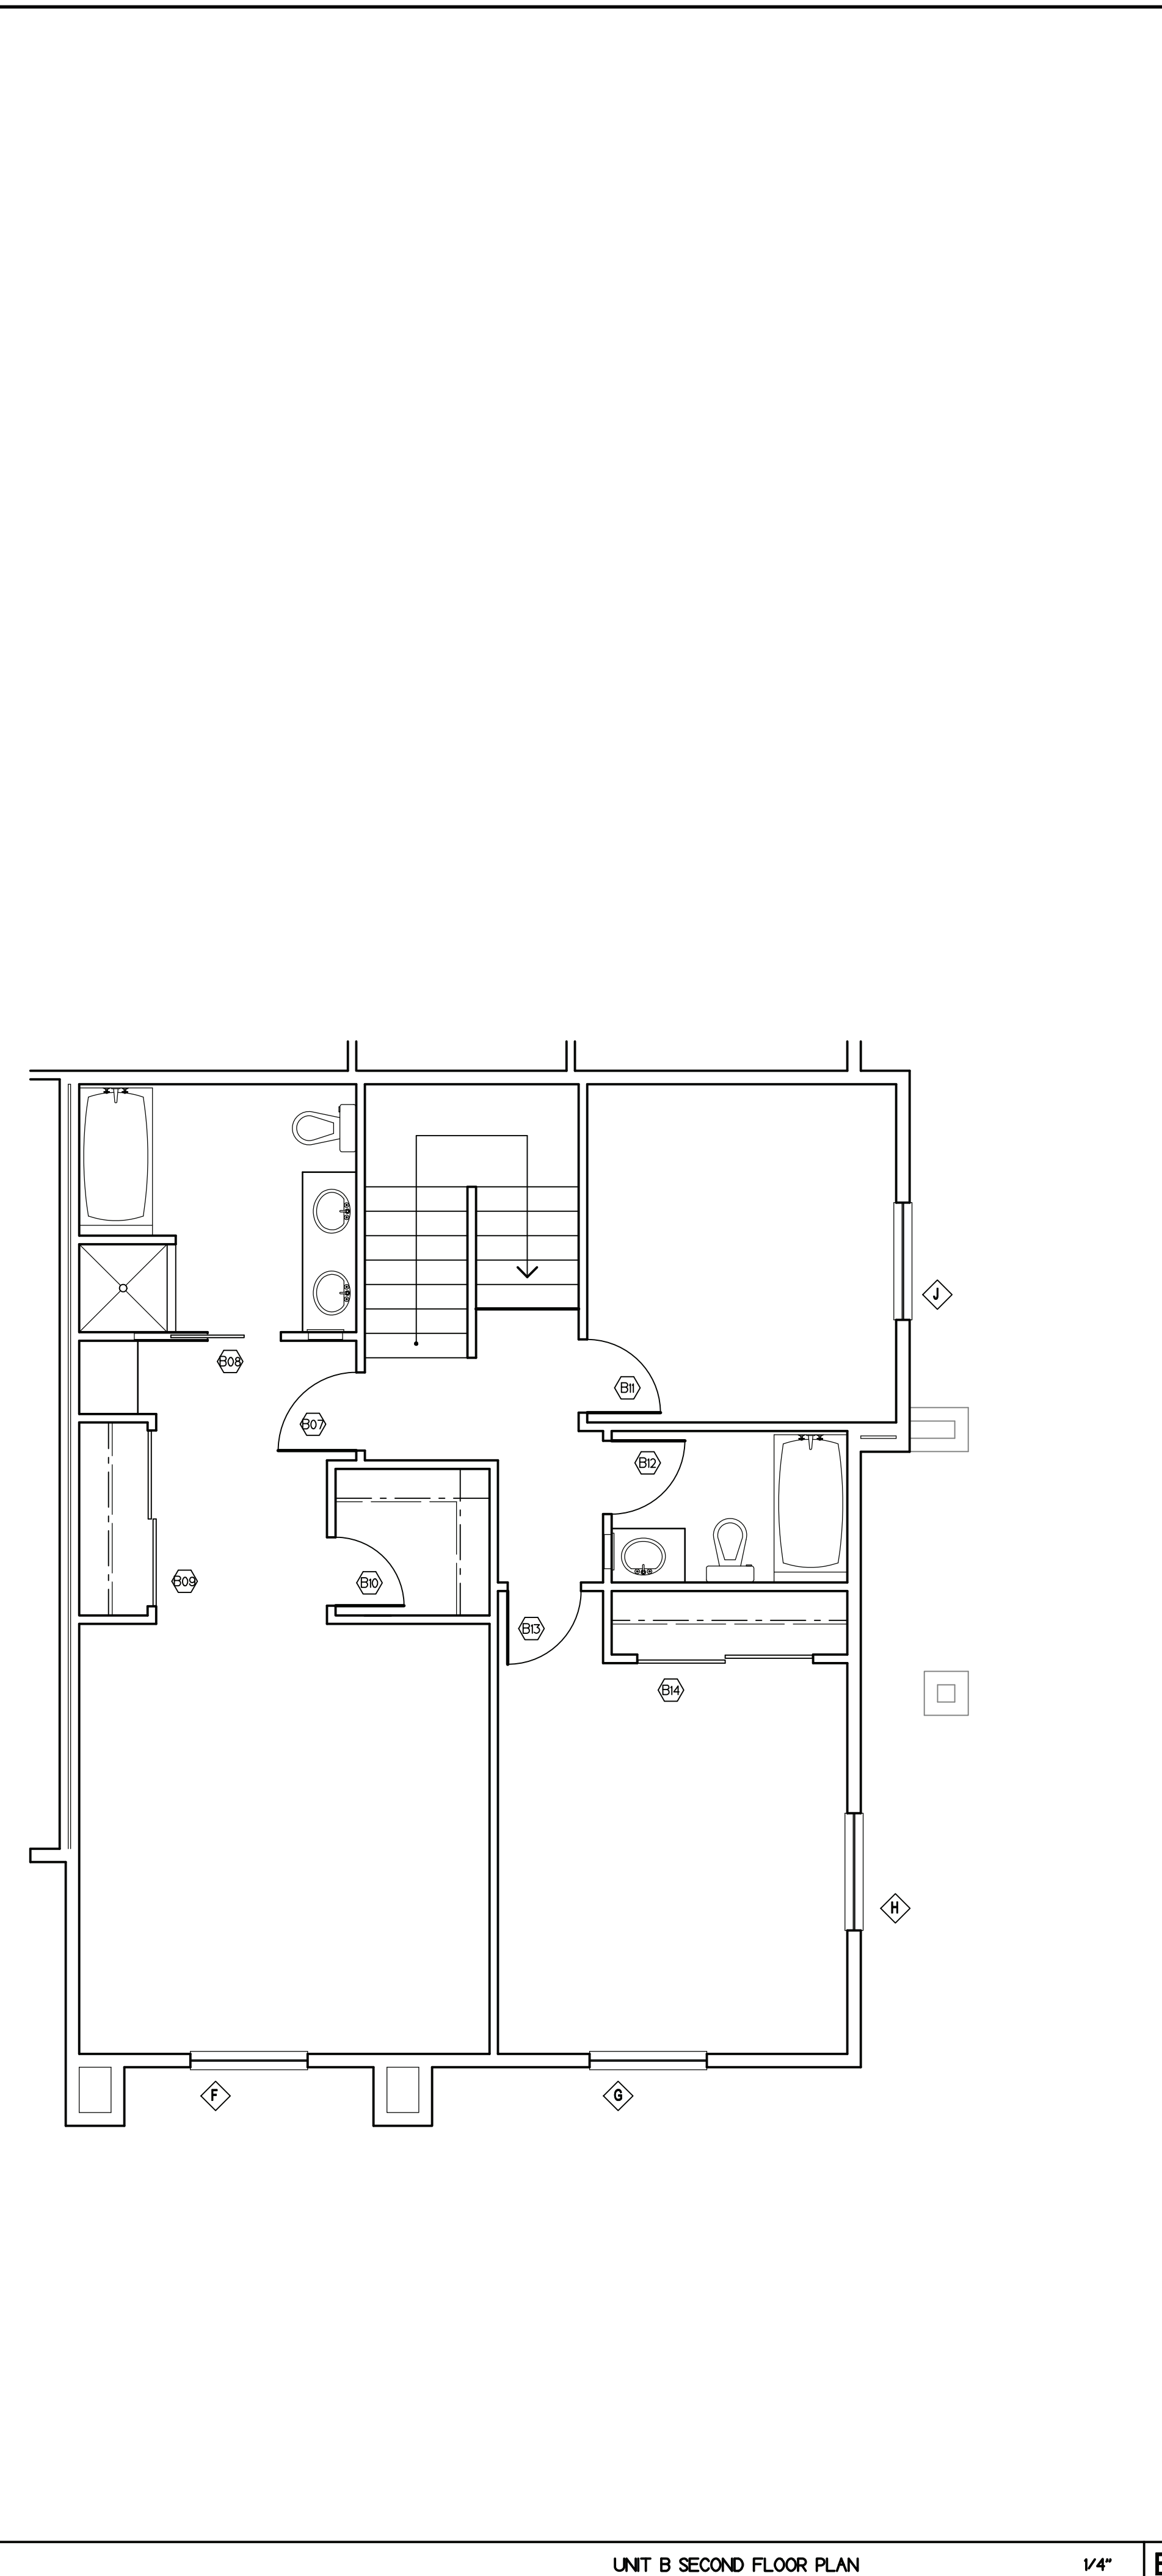 J
B08
B11
B07
B12
B09
B10
B13
B14
H
F
G
UNIT B SECOND FLOOR PLAN
1/4"